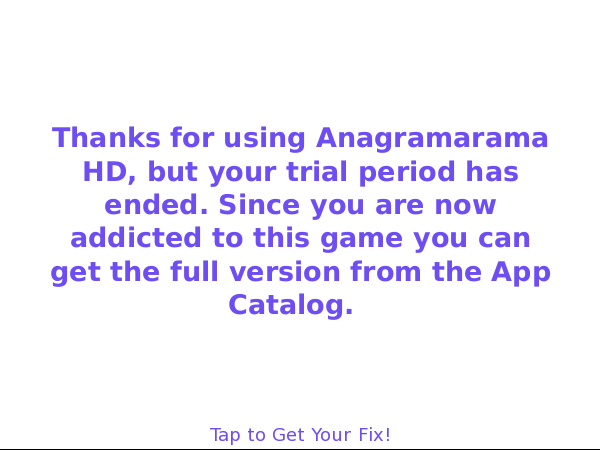 Thanks for using Anagramarama
HD, but your trial period has
ended. Since you are now
addicted to this game you can
get the full version from the App
Catalog.
Tap to Get Your Fix!